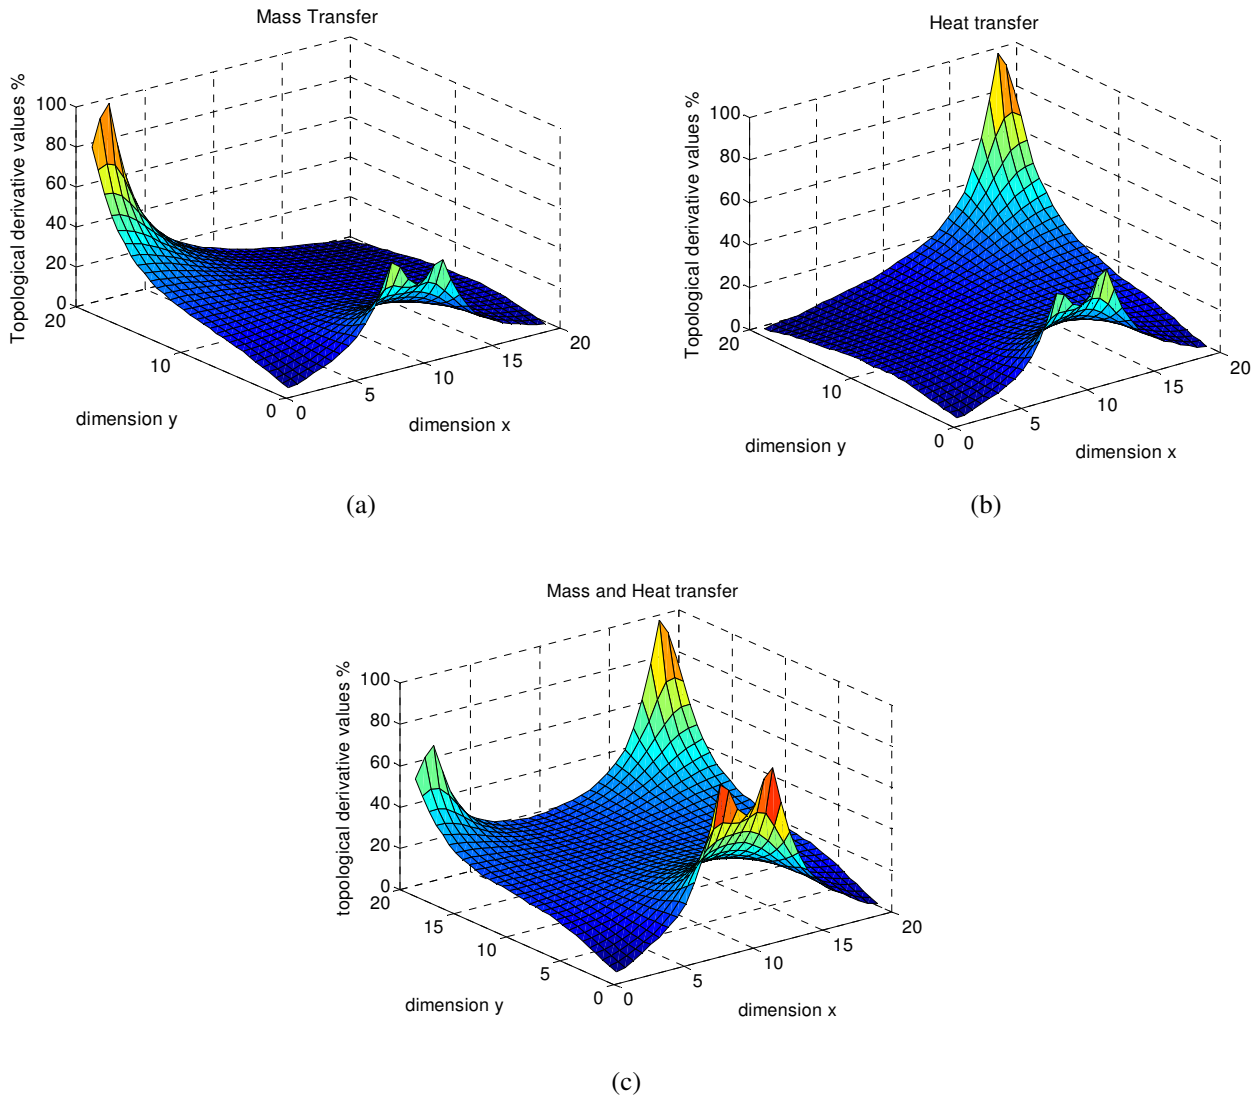 Mass Transfer
Topological derivative values %
100
80
60
40
20
0
20
10
0
0
5
10
15
20
dimension y
dimension x
(a)
Heat transfer
Topological derivative values %
100
80
60
40
20
0
20
10
0
0
5
10
15
20
dimension y
dimension x
(b)
Mass and Heat transfer
topological derivative values %
100
80
60
40
20
0
20
15
10
5
0
0
5
10
15
20
dimension y
dimension x
(c)